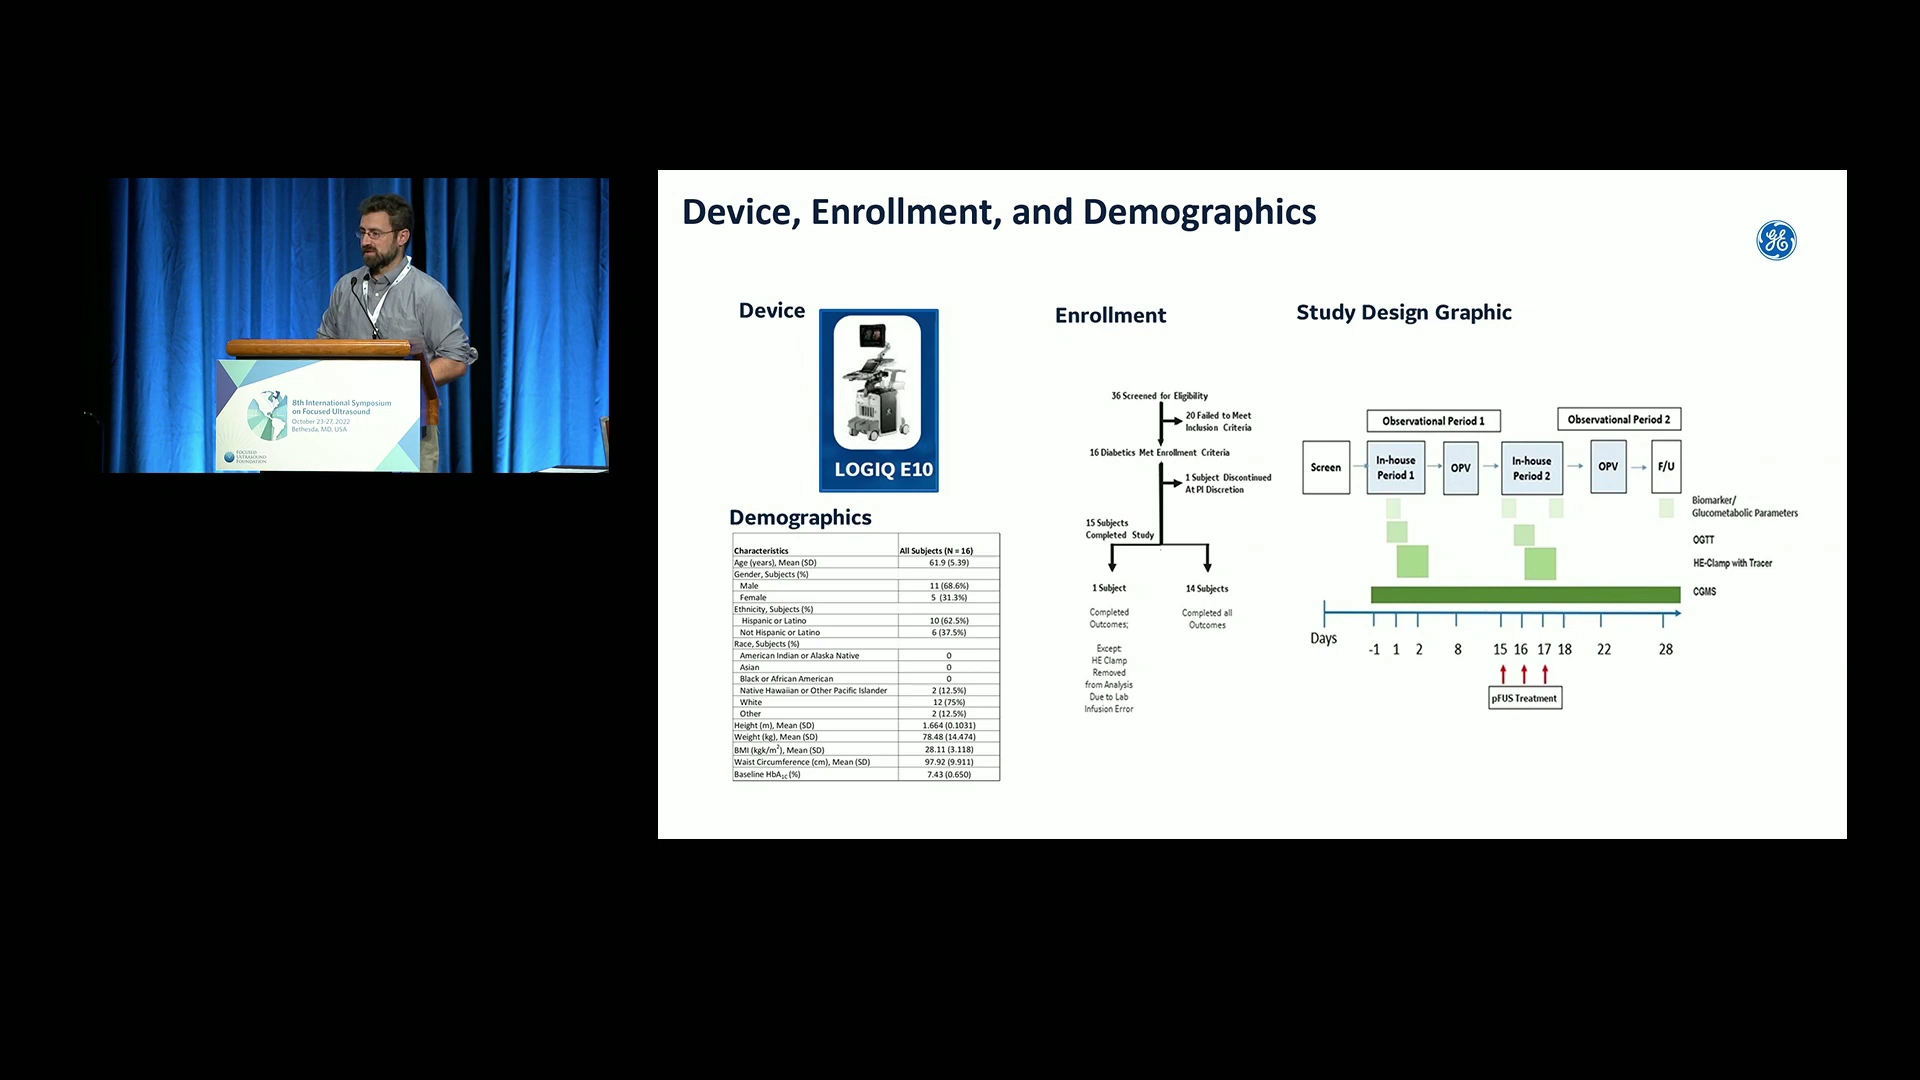 8th International Symposium
on Focused Ultrasound
October 23-27, 2022
Bethesda, MD, USA
FOCUSED
ULTRASOUND
FOUNDATION
Device, Enrollment, and Demographics
GE
Device
LOGIQ E10
Demographics
Characteristics All Subjects (N = 16)
Age (years), Mean (SD) 61.9 (5.39)
Gender, Subjects (%)
Male 11 (68.6%)
Female 5 (31.3%)
Ethnicity, Subjects (%)
Hispanic or Latino 10 (62.5%)
Not Hispanic or Latino 6 (37.5%)
Race, Subjects (%)
American Indian or Alaska Native 0
Asian 0
Black or African American 0
Native Hawaiian or Other Pacific Islander 2 (12.5%)
White 12 (75%)
Other 2 (12.5%)
Height (m), Mean (SD) 1.664 (0.1031)
Weight (kg), Mean (SD) 78.48 (14.474)
BMI (kgk/m2), Mean (SD) 28.11 (3.118)
Waist Circumference (cm), Mean (SD) 97.92 (9.911)
Baseline HbA1C (%) 7.43 (0.650)
Enrollment
36 Screened for Eligibility
20 Failed to Meet
Inclusion Criteria
16 Diabetics Met Enrollment Criteria
1 Subject Discontinued
At PI Discretion
15 Subjects
Completed Study
1 Subject
Completed
Outcomes;
Except:
HE Clamp
Removed
from Analysis
Due to Lab
Infusion Error
14 Subjects
Completed all
Outcomes
Study Design Graphic
Observational Period 1
Observational Period 2
Screen
In-house
Period 1
OPV
In-house
Period 2
OPV
F/U
Biomarker/
Glucometabolic Parameters
OGTT
HE-Clamp with Tracer
CGMS
Days
-1 1 2 8 15 16 17 18 22 28
pFUS Treatment